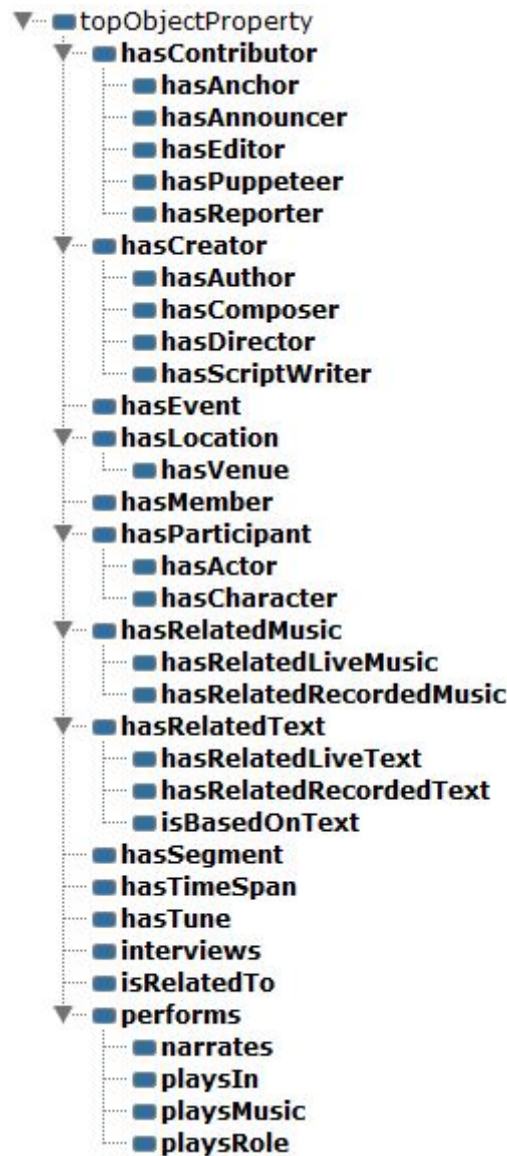 topObjectProperty
hasContributor
hasAnchor
hasAnnouncer
hasEditor
hasPuppeteer
hasReporter
hasCreator
hasAuthor
hasComposer
hasDirector
hasScriptWriter
hasEvent
hasLocation
hasVenue
hasMember
hasParticipant
hasActor
hasCharacter
hasRelatedMusic
hasRelatedLiveMusic
hasRelatedRecordedMusic
hasRelatedText
hasRelatedLiveText
hasRelatedRecordedText
isBasedOnText
hasSegment
hasTimeSpan
hasTune
interviews
isRelatedTo
performs
narrates
playsIn
playsMusic
playsRole